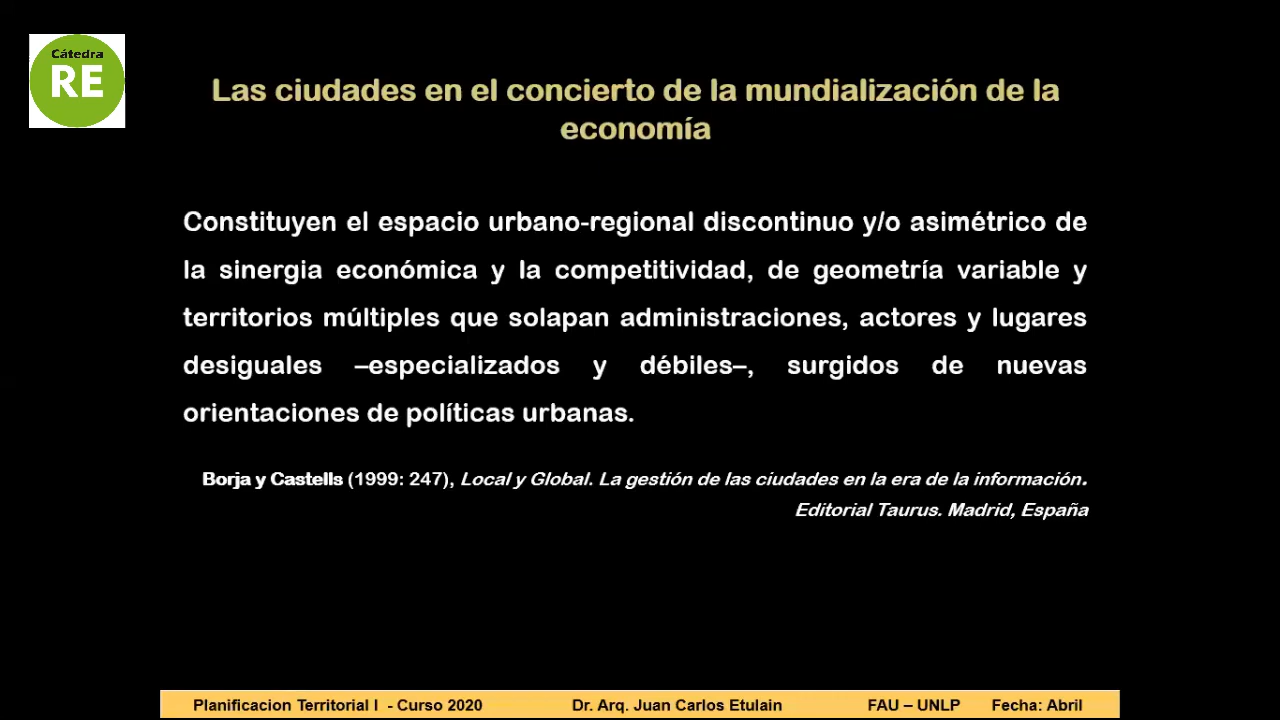 Cátedra
RE
Las ciudades en el concierto de la mundialización de la
economía
Constituyen el espacio urbano-regional discontinuo y/o asimétrico de
la sinergia económica y la competitividad, de geometría variable y
territorios múltiples que solapan administraciones, actores y lugares
desiguales –especializados y débiles–, surgidos de nuevas
orientaciones de políticas urbanas.
Borja y Castells (1999: 247), Local y Global. La gestión de las ciudades en la era de la información.
Editorial Taurus. Madrid, España
Planificacion Territorial I - Curso 2020 Dr. Arq. Juan Carlos Etulain FAU – UNLP Fecha: Abril